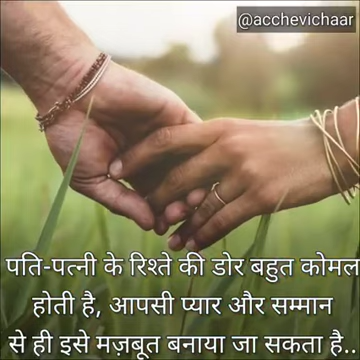 @acchevichaar
पति-पत्नी के रिश्ते की डोर बहुत कोमल
होती है, आपसी प्यार और सम्मान
से ही इसे मज़बूत बनाया जा सकता है..